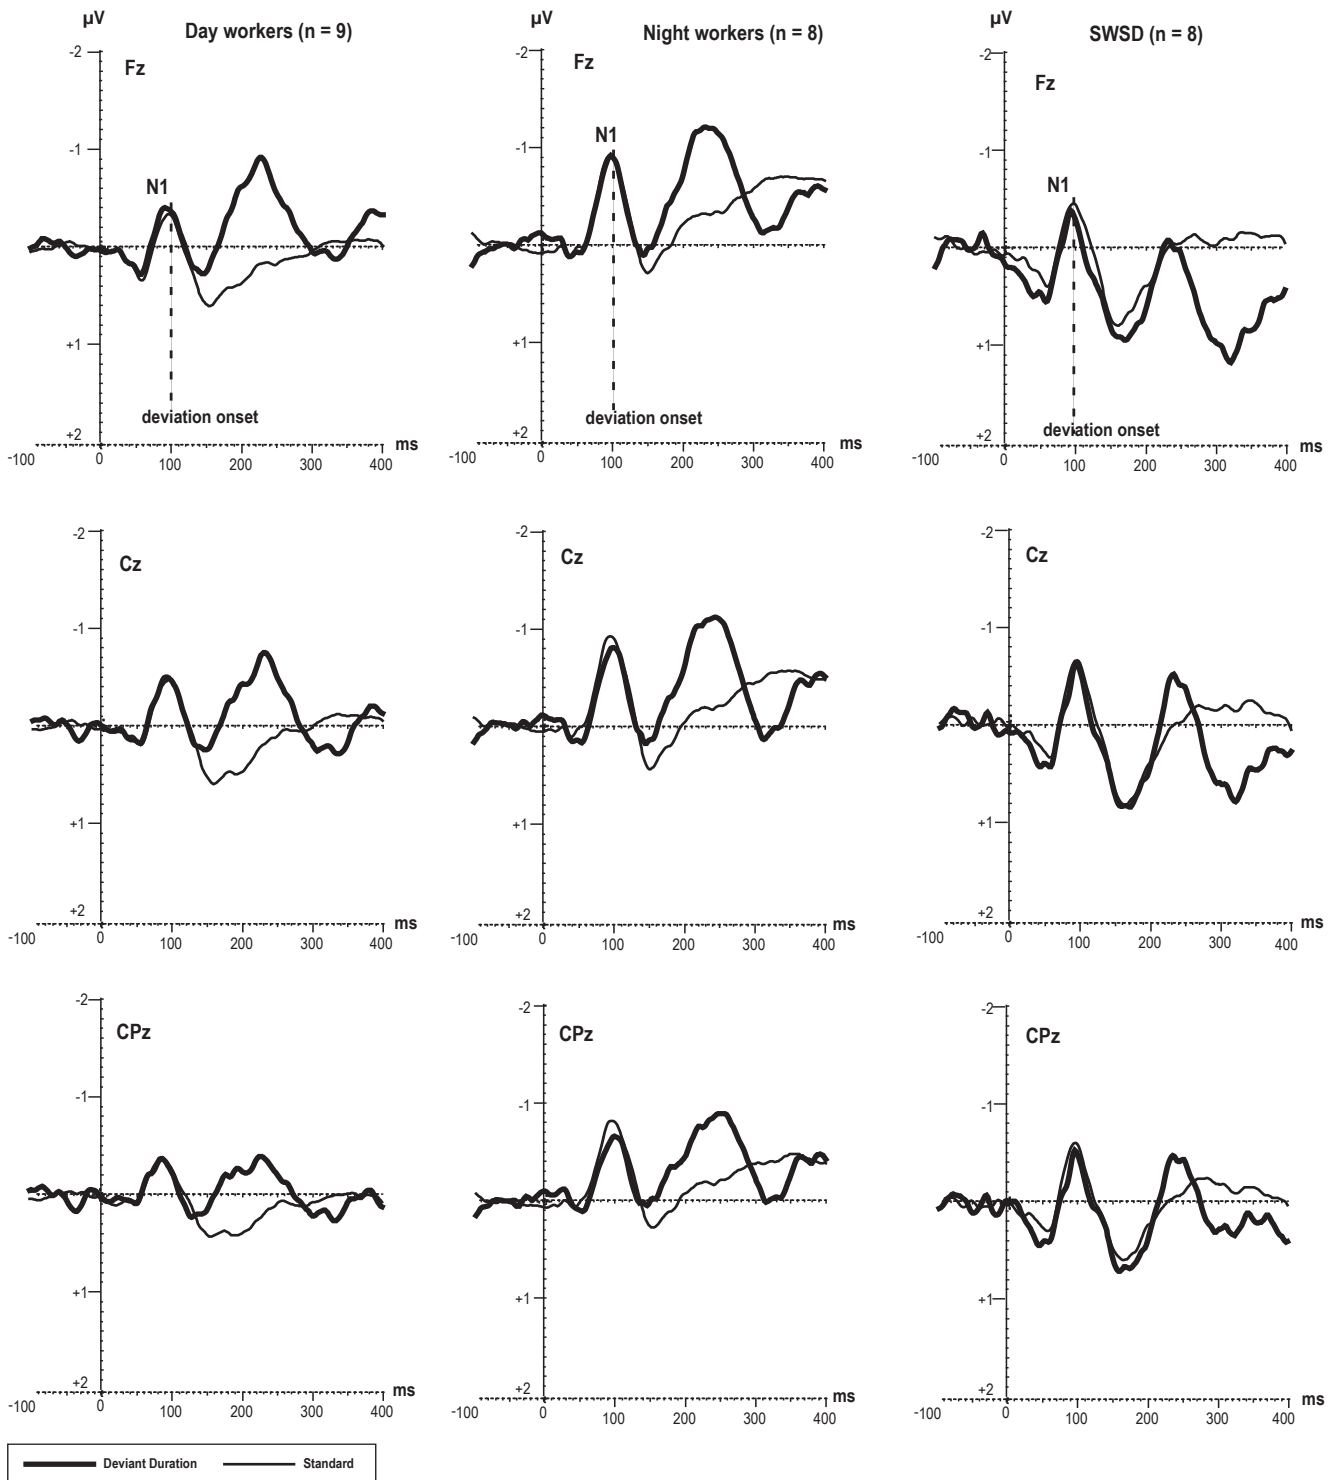 µV
µV
µV
Day workers (n = 9)
Night workers (n = 8)
SWSD (n = 8)
-2
Fz
-1
N1
+1
deviation onset
+2
ms
-100
0
100
200
300
400
-2
Fz
-1
N1
+1
deviation onset
+2
ms
-100
0
100
200
300
400
-2
Fz
-1
N1
+1
deviation onset
+2
ms
-100
0
100
200
300
400
-2
Cz
-1
+1
+2
ms
-100
0
100
200
300
400
-2
Cz
-1
+1
+2
ms
-100
0
100
200
300
400
-2
Cz
-1
+1
+2
ms
-100
0
100
200
300
400
-2
CPz
-1
+1
+2
ms
-100
0
100
200
300
400
-2
CPz
-1
+1
+2
ms
-100
0
100
200
300
400
-2
CPz
-1
+1
+2
ms
-100
0
100
200
300
400
Deviant Duration
Standard